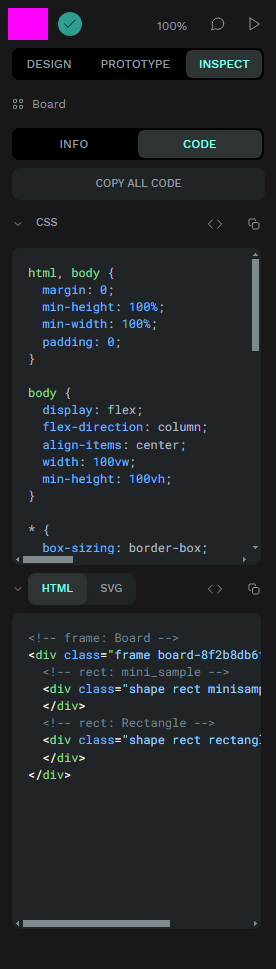 100%
DESIGN PROTOTYPE INSPECT
Board
INFO CODE
COPY ALL CODE
CSS
html, body {
margin: 0;
min-height: 100%;
min-width: 100%;
padding: 0;
}
body {
display: flex;
flex-direction: column;
align-items: center;
width: 100vw;
min-height: 100vh;
}
* {
box-sizing: border-box;
HTML SVG
<!-- frame: Board -->
<div class="frame board-8f2b8db6
<!-- rect: mini_sample -->
<div class="shape rect minisam
</div>
<!-- rect: Rectangle -->
<div class="shape rect rectang
</div>
</div>